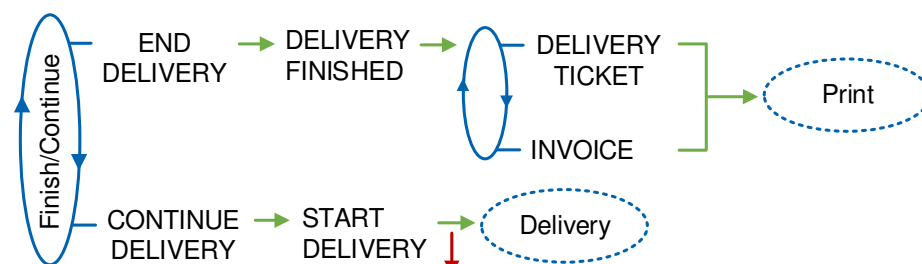 Finish/Continue
END
DELIVERY
DELIVERY
FINISHED
DELIVERY
TICKET
INVOICE
Print
CONTINUE
DELIVERY
START
DELIVERY
Delivery